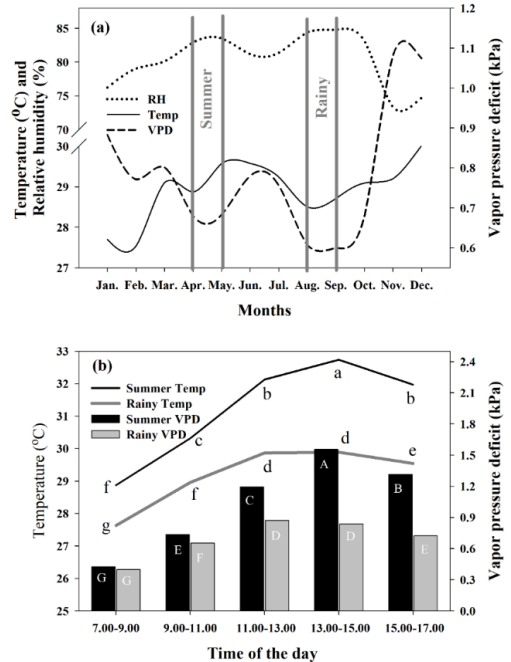 (a)
Temperature (°C) and
Relative humidity (%)
85
80
75
70
30
29
28
27
1.2
1.1
1.0
0.9
0.8
0.7
0.6
Vapor pressure deficit (kPa)
RH
Temp
VPD
Summer
Rainy
Jan. Feb. Mar. Apr. May. Jun. Jul. Aug. Sep. Oct. Nov. Dec.
Months
(b)
Temperature (°C)
33
32
31
30
29
28
27
26
25
2.4
2.1
1.8
1.5
1.2
0.9
0.6
0.3
0.0
Vapor pressure deficit (kPa)
Summer Temp
Rainy Temp
Summer VPD
Rainy VPD
f c b a b
g f d d e
G E C A B
G F D D E
7.00-9.00 9.00-11.00 11.00-13.00 13.00-15.00 15.00-17.00
Time of the day